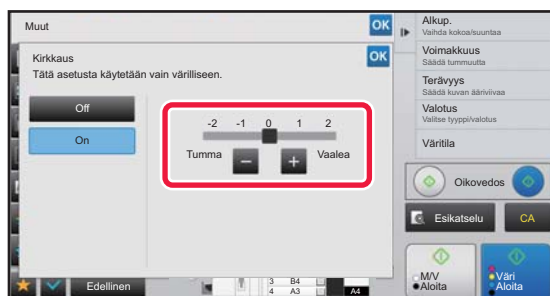 Muut
OK
Kirkkaus
OK
Tätä asetusta käytetään vain värilliseen.
Off
On
-2 -1 0 1 2
Tumma
Vaalea
Edellinen
3 B4
4 A3
A4
Alkup.
Vaihda kokoa/suuntaa
Voimakkuus
Säädä tummuutta
Terävyys
Säädä kuvan ääriviivaa
Valotus
Valitse tyyppi/valotus
Väritila
Oikovedos
Esikatselu
CA
M/V
Aloita
Väri
Aloita